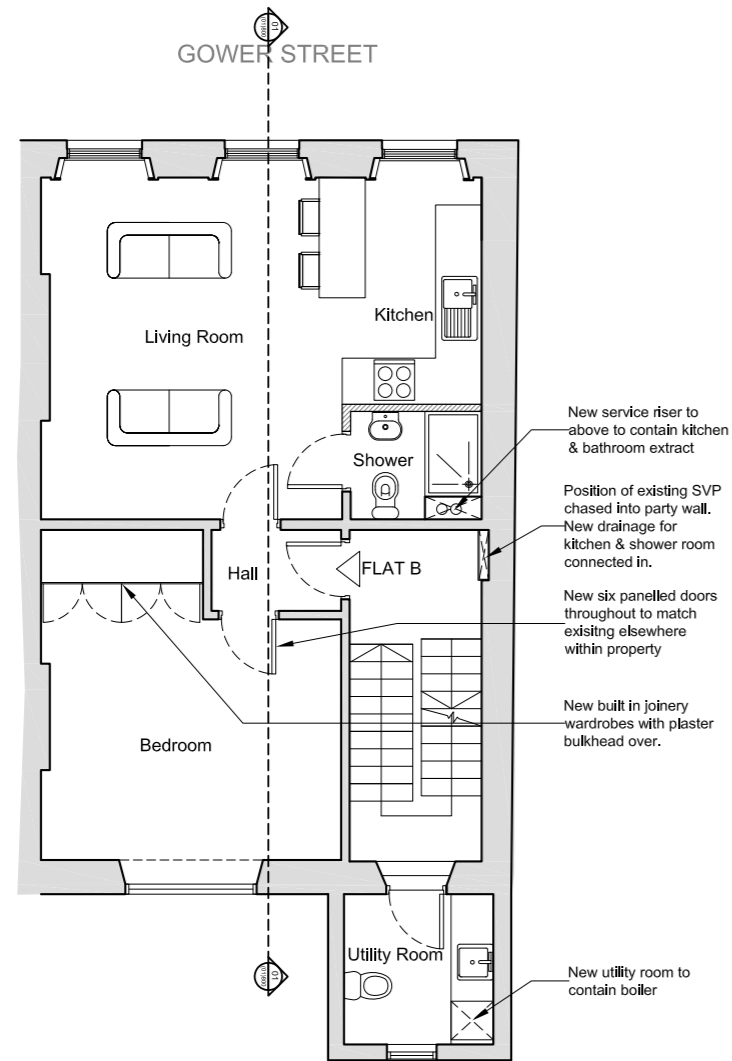 01
GOWER STREET
Living Room
Kitchen
Shower
Hall
FLAT B
Bedroom
Utility Room
New service riser to
above to contain kitchen
& bathroom extract
Position of existing SVP
chased into party wall.
New drainage for
kitchen & shower room
connected in.
New six panelled doors
throughout to match
exisitng elsewhere
within property
New built in joinery
wardrobes with plaster
bulkhead over.
New utility room to
contain boiler
01